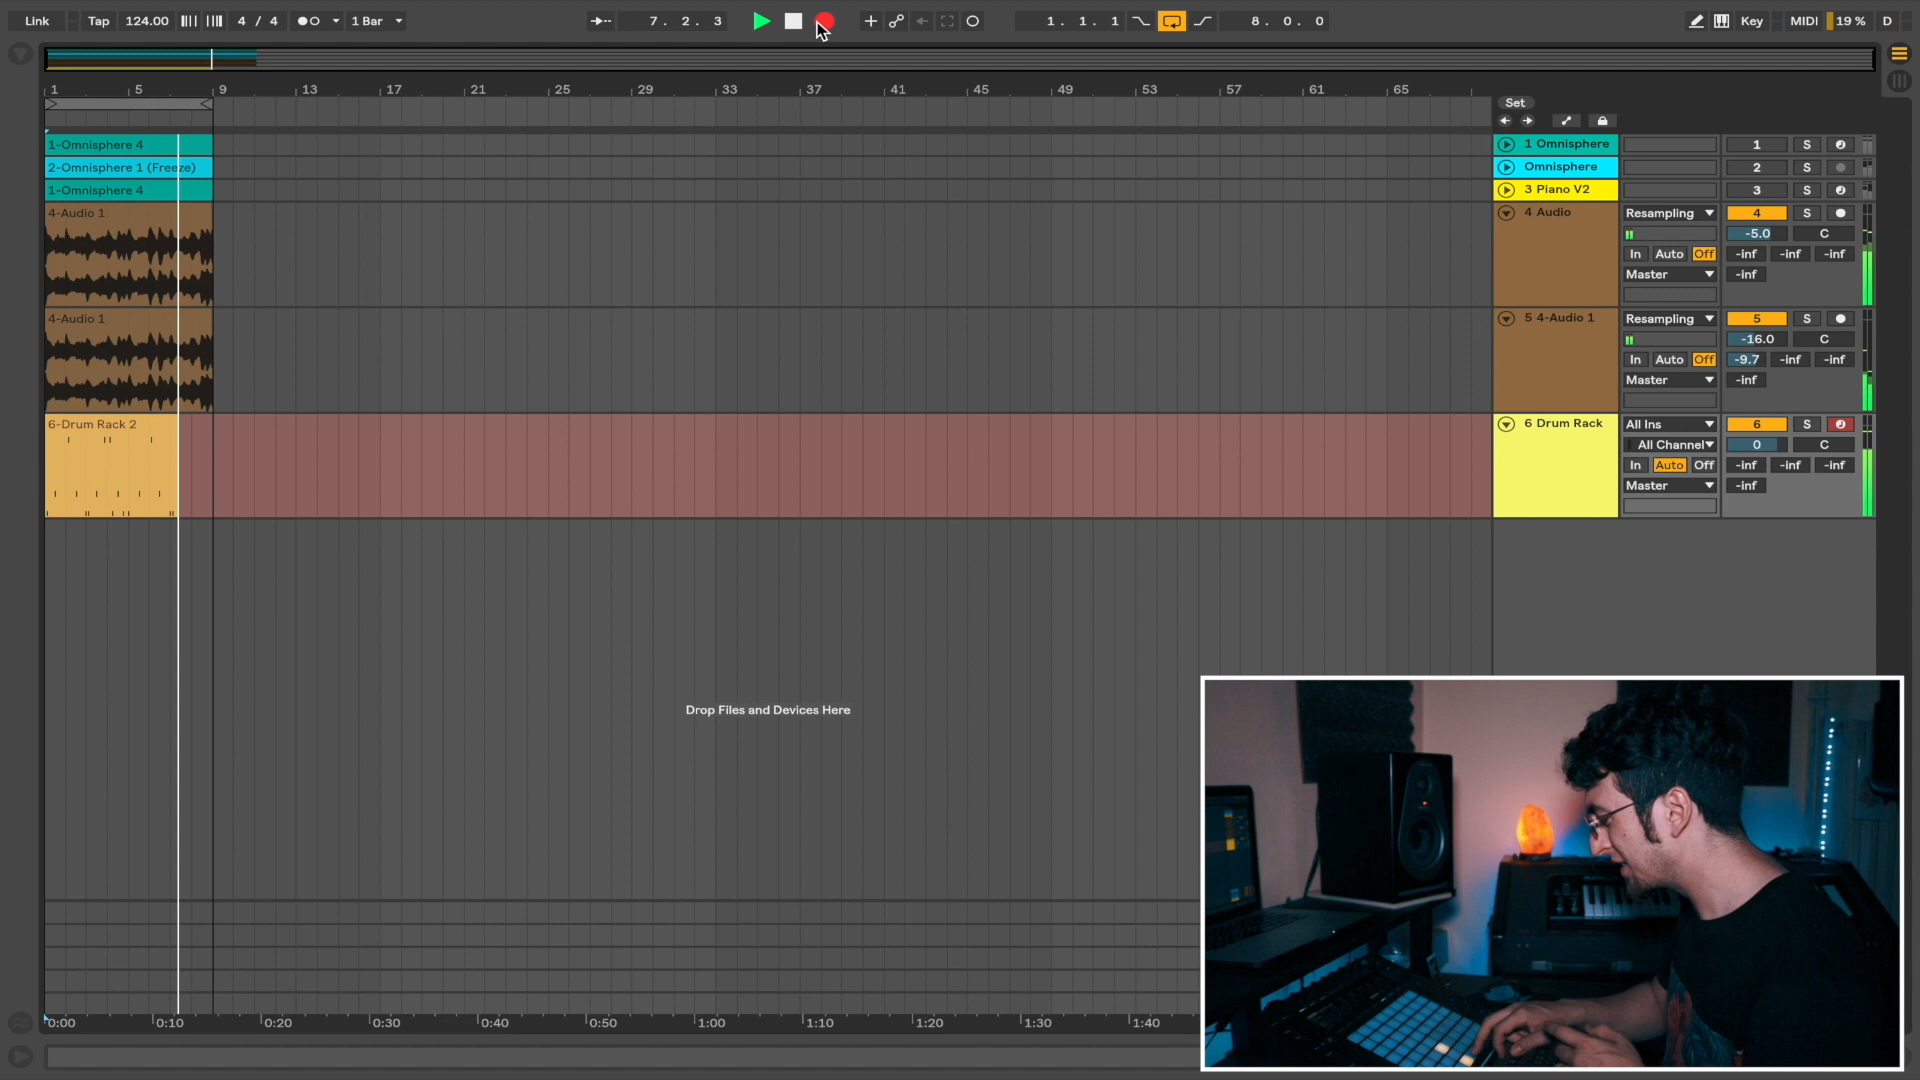 Link Tap 124.00 4 / 4 1 Bar 7. 2. 3 1. 1. 1 8. 0. 0 Key MIDI 19 % D
1 5 9 13 17 21 25 29 33 37 41 45 49 53 57 61 65
Set
1-Omnisphere 4 1 Omnisphere 1 S
2-Omnisphere 1 (Freeze) Omnisphere 2 S
1-Omnisphere 4 3 Piano V2 3 S
4-Audio 1 4 Audio Resampling 4 S
-5.0 C
In Auto Off -inf -inf -inf
Master -inf
4-Audio 1 5 4-Audio 1 Resampling 5 S
-16.0 C
In Auto Off -9.7 -inf -inf
Master -inf
6-Drum Rack 2 6 Drum Rack All Ins 6 S
All Channel 0 C
In Auto Off -inf -inf -inf
Master -inf
Drop Files and Devices Here
0:00 0:10 0:20 0:30 0:40 0:50 1:00 1:10 1:20 1:30 1:40